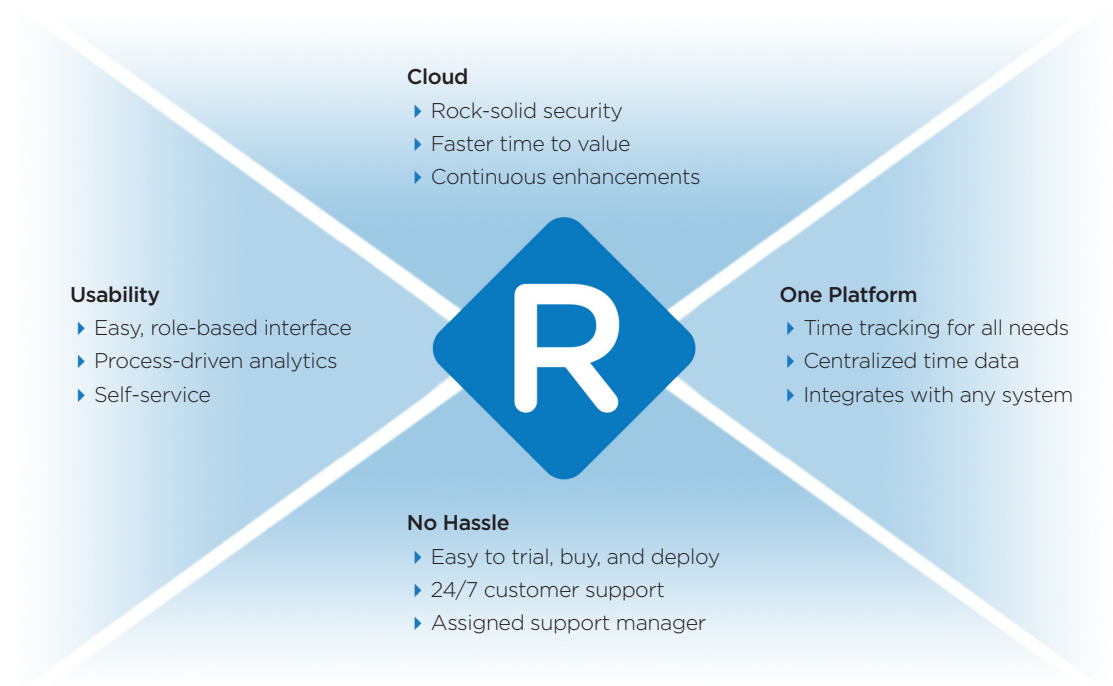 Cloud
Rock-solid security
Faster time to value
Continuous enhancements
Usability
Easy, role-based interface
Process-driven analytics
Self-service
R
One Platform
Time tracking for all needs
Centralized time data
Integrates with any system
No Hassle
Easy to trial, buy, and deploy
24/7 customer support
Assigned support manager